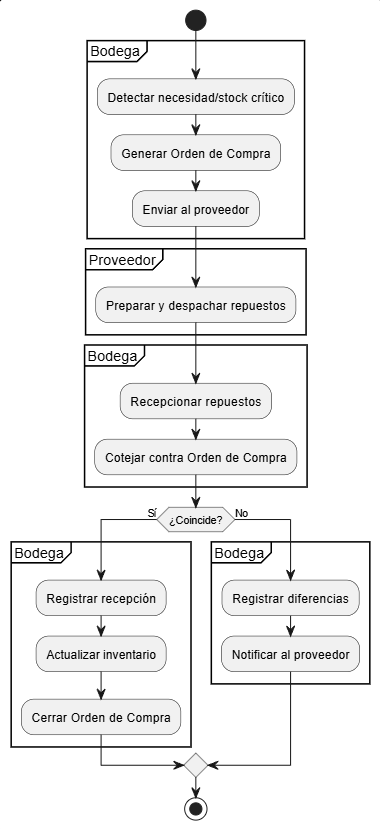 Bodega
Detectar necesidad/stock crítico
Generar Orden de Compra
Enviar al proveedor
Proveedor
Preparar y despachar repuestos
Bodega
Recepcionar repuestos
Cotejar contra Orden de Compra
¿Coincide?
Sí
No
Bodega
Registrar recepción
Actualizar inventario
Cerrar Orden de Compra
Bodega
Registrar diferencias
Notificar al proveedor